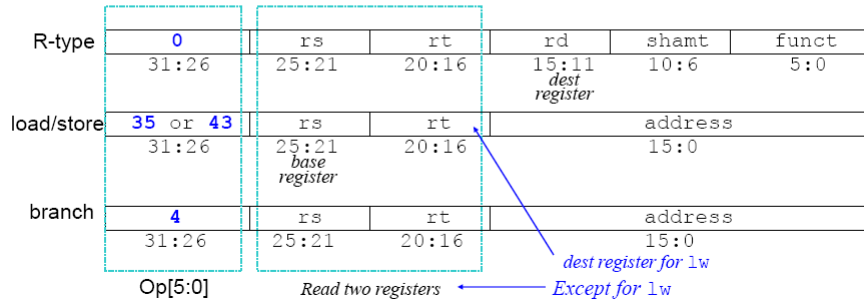 R-type 0 rs rt rd shamt funct
31:26 25:21 20:16 15:11 10:6 5:0
dest
register
load/store 35 or 43 rs rt address
31:26 25:21 20:16 15:0
base
register
branch 4 rs rt address
31:26 25:21 20:16 15:0
dest register for lw
Op[5:0] Read two registers Except for lw